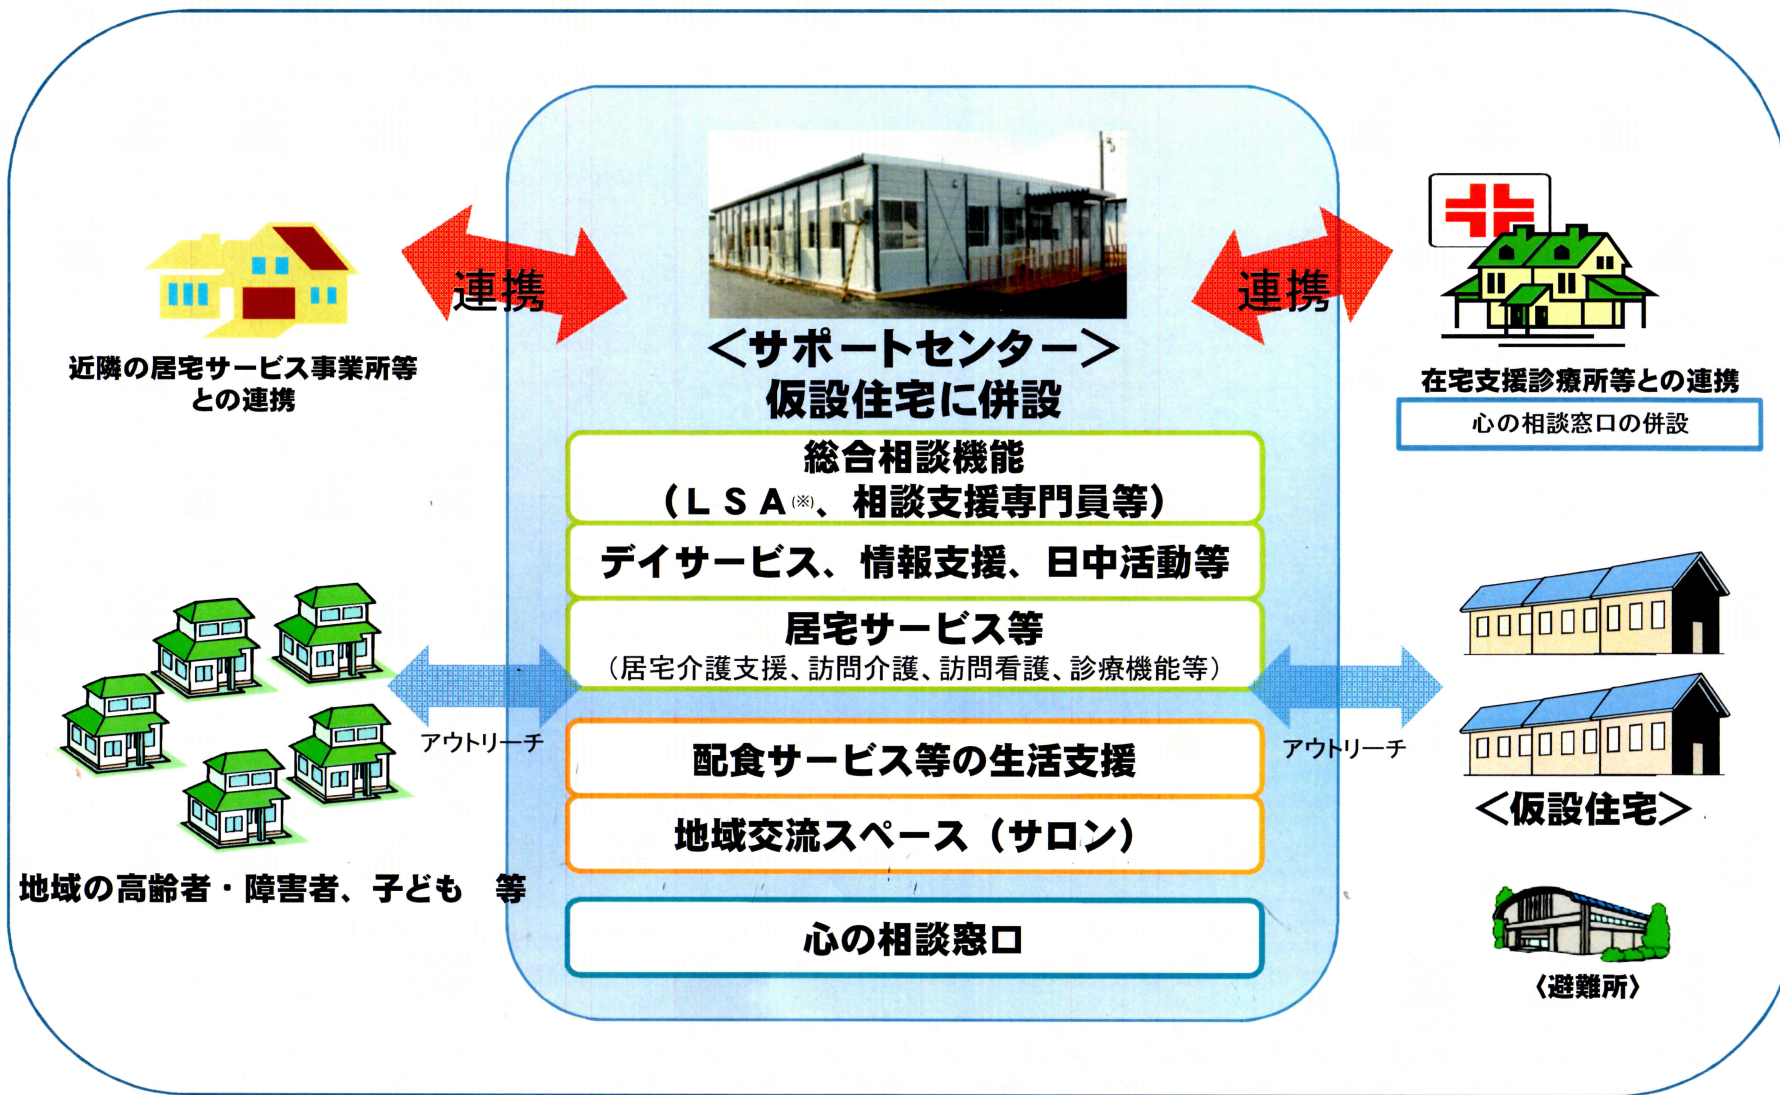 連携
連携
<サポートセンター>
仮設住宅に併設
近隣の居宅サービス事業所等
との連携
在宅支援診療所等との連携
心の相談窓口の併設
総合相談機能
(LSA(※)、相談支援専門員等)
デイサービス、情報支援、日中活動等
居宅サービス等
(居宅介護支援、訪問介護、訪問看護、診療機能等)
アウトリーチ
アウトリーチ
配食サービス等の生活支援
地域交流スペース(サロン)
心の相談窓口
地域の高齢者・障害者、子ども 等
<仮設住宅>
〈避難所〉